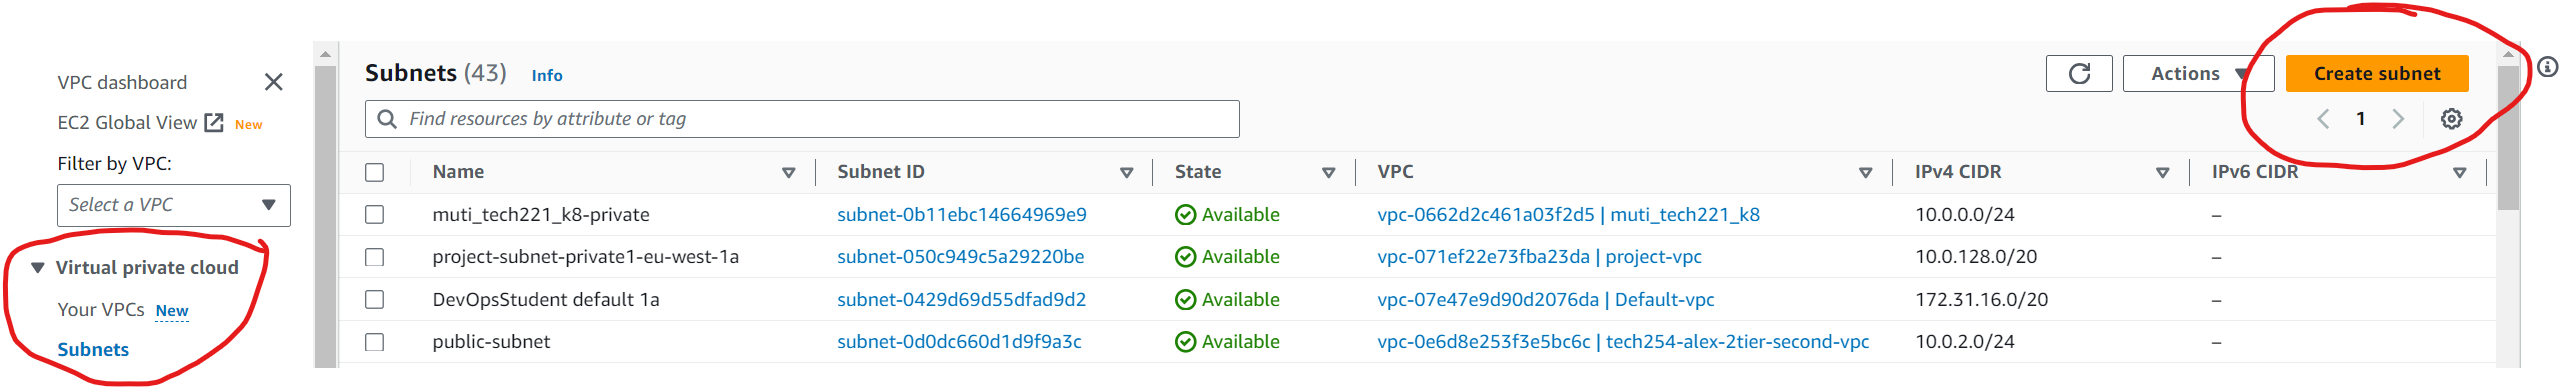 VPC dashboard
EC2 Global View New
Filter by VPC:
Select a VPC
Virtual private cloud
Your VPCs New
Subnets
Subnets (43) Info
Actions
Create subnet
Find resources by attribute or tag
1
Name Subnet ID State VPC IPv4 CIDR IPv6 CIDR
muti_tech221_k8-private subnet-0b11ebc14664969e9 Available vpc-0662d2c461a03f2d5 | muti_tech221_k8 10.0.0.0/24 –
project-subnet-private1-eu-west-1a subnet-050c949c5a29220be Available vpc-071ef22e73fba23da | project-vpc 10.0.128.0/20 –
DevOpsStudent default 1a subnet-0429d69d55dfad9d2 Available vpc-07e47e9d90d2076da | Default-vpc 172.31.16.0/20 –
public-subnet subnet-0d0dc660d1d9f9a3c Available vpc-0e6d8e253f3e5bc6c | tech254-alex-2tier-second-vpc 10.0.2.0/24 –